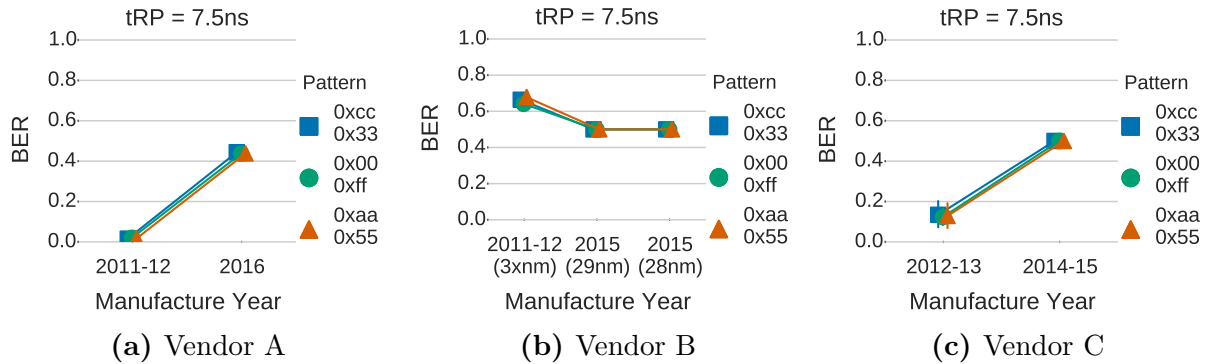 tRP = 7.5ns
BER
1.0
0.8
0.6
0.4
0.2
0.0
2011-12
2016
Manufacture Year
Pattern
0xcc
0x33
0x00
0xff
0xaa
0x55
(a) Vendor A
tRP = 7.5ns
BER
1.0
0.8
0.6
0.4
0.2
0.0
2011-12
(3xnm)
2015
(29nm)
2015
(28nm)
Manufacture Year
Pattern
0xcc
0x33
0x00
0xff
0xaa
0x55
(b) Vendor B
tRP = 7.5ns
BER
1.0
0.8
0.6
0.4
0.2
0.0
2012-13
2014-15
Manufacture Year
Pattern
0xcc
0x33
0x00
0xff
0xaa
0x55
(c) Vendor C